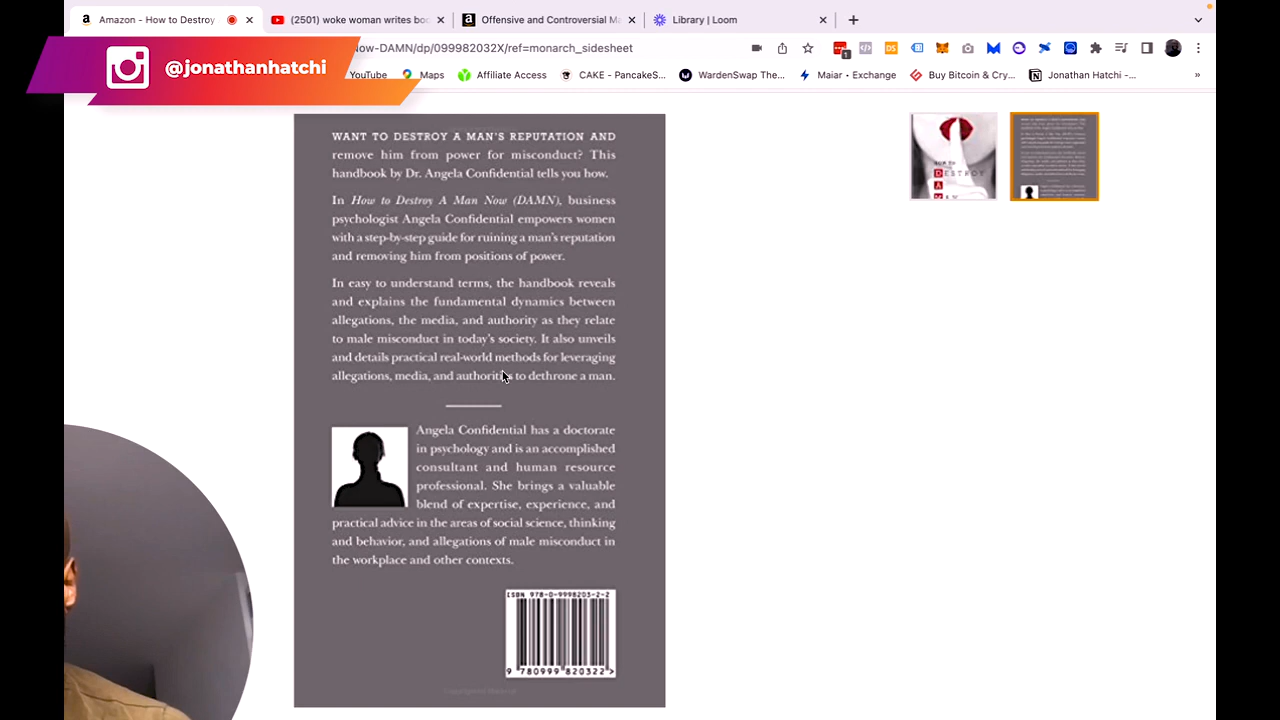 Amazon - How to Destroy
(2501) woke woman writes boo
Offensive and Controversial Ma
Library | Loom
@jonathanhatchi
ow-DAMN/dp/099982032X/ref=monarch_sidesheet
YouTube
Maps
Affiliate Access
CAKE - PancakeS...
WardenSwap The...
Maiar • Exchange
Buy Bitcoin & Cry...
Jonathan Hatchi -...
WANT TO DESTROY A MAN'S REPUTATION AND
remove him from power for misconduct? This
handbook by Dr. Angela Confidential tells you how.
In How to Destroy A Man Now (DAMN), business
psychologist Angela Confidential empowers women
with a step-by-step guide for ruining a man's reputation
and removing him from positions of power.
In easy to understand terms, the handbook reveals
and explains the fundamental dynamics between
allegations, the media, and authority as they relate
to male misconduct in today's society. It also unveils
and details practical real-world methods for leveraging
allegations, media, and authorities to dethrone a man.
Angela Confidential has a doctorate
in psychology and is an accomplished
consultant and human resource
professional. She brings a valuable
blend of expertise, experience, and
practical advice in the areas of social science, thinking
and behavior, and allegations of male misconduct in
the workplace and other contexts.
ISBN 978-0-9998203-2-2
9 780999 820322 >
Copyrighted Material